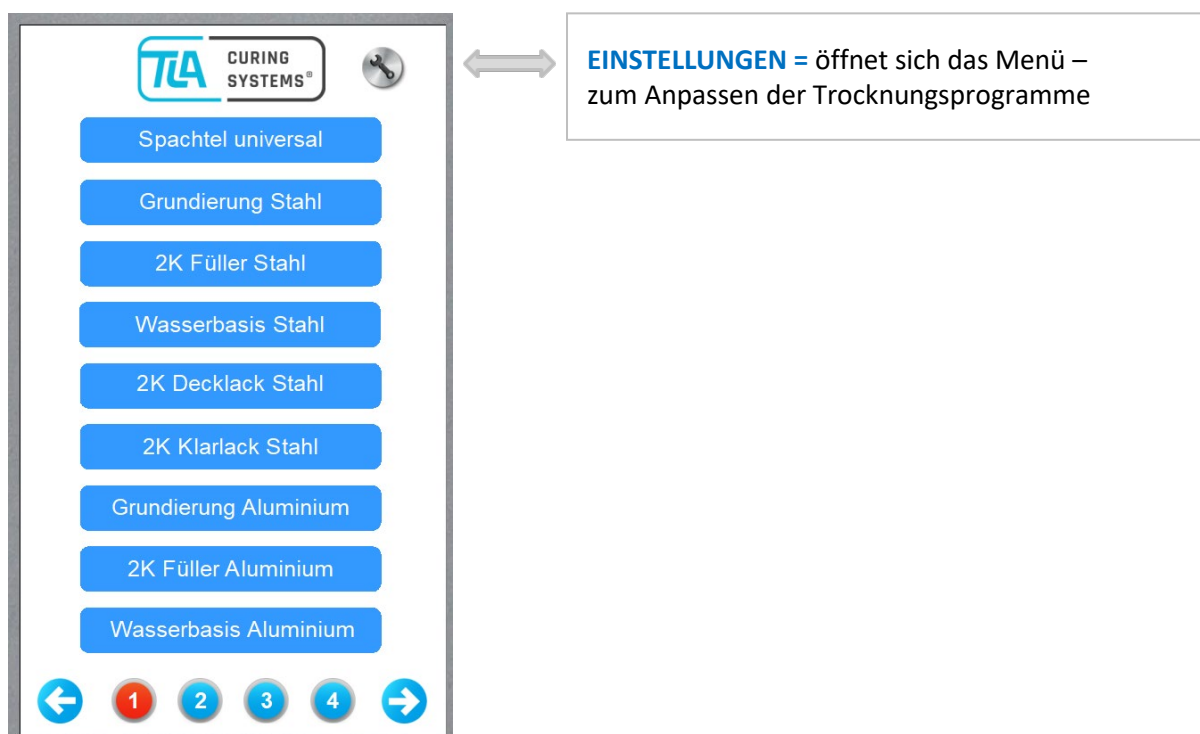 TLA CURING
SYSTEMS®
EINSTELLUNGEN = öffnet sich das Menü –
zum Anpassen der Trocknungsprogramme
Spachtel universal
Grundierung Stahl
2K Füller Stahl
Wasserbasis Stahl
2K Decklack Stahl
2K Klarlack Stahl
Grundierung Aluminium
2K Füller Aluminium
Wasserbasis Aluminium
1 2 3 4